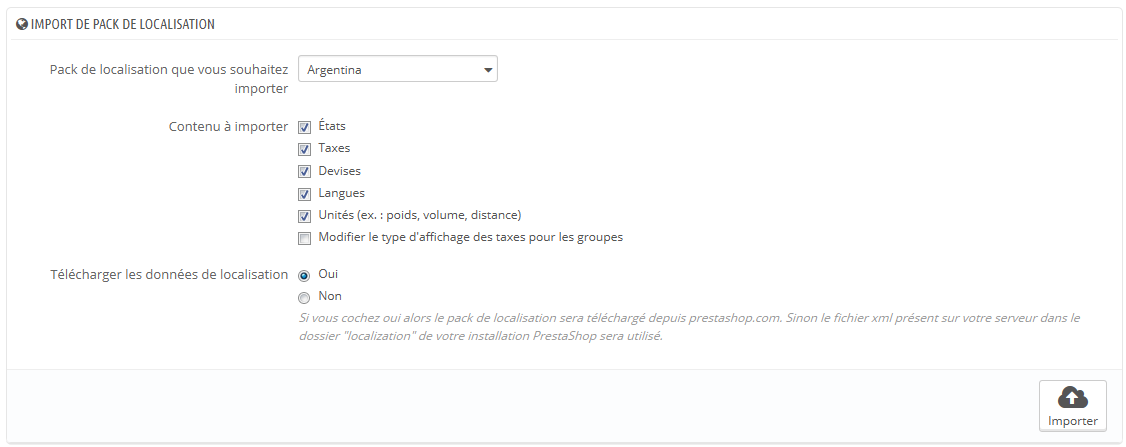 IMPORT DE PACK DE LOCALISATION
Pack de localisation que vous souhaitez
importer
Argentina
Contenu à importer
États
Taxes
Devises
Langues
Unités (ex. : poids, volume, distance)
Modifier le type d'affichage des taxes pour les groupes
Télécharger les données de localisation
Oui
Non
Si vous cochez oui alors le pack de localisation sera téléchargé depuis prestashop.com. Sinon le fichier xml présent sur votre serveur dans le
dossier "localization" de votre installation PrestaShop sera utilisé.
Importer